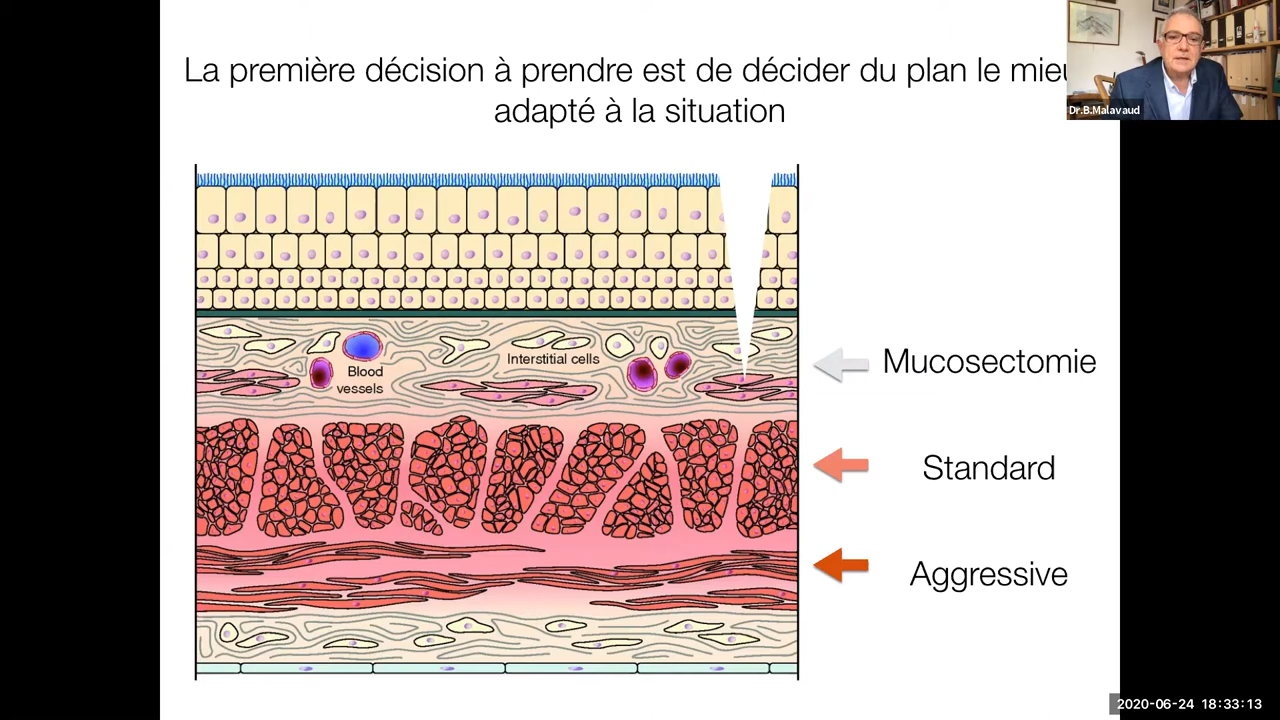 La première décision à prendre est de décider du plan le
adapté à la situation
Dr.B.Malavaud
Interstitial cells
Blood
vessels
Mucosectomie
Standard
Aggressive
2020-06-24 18:33:13